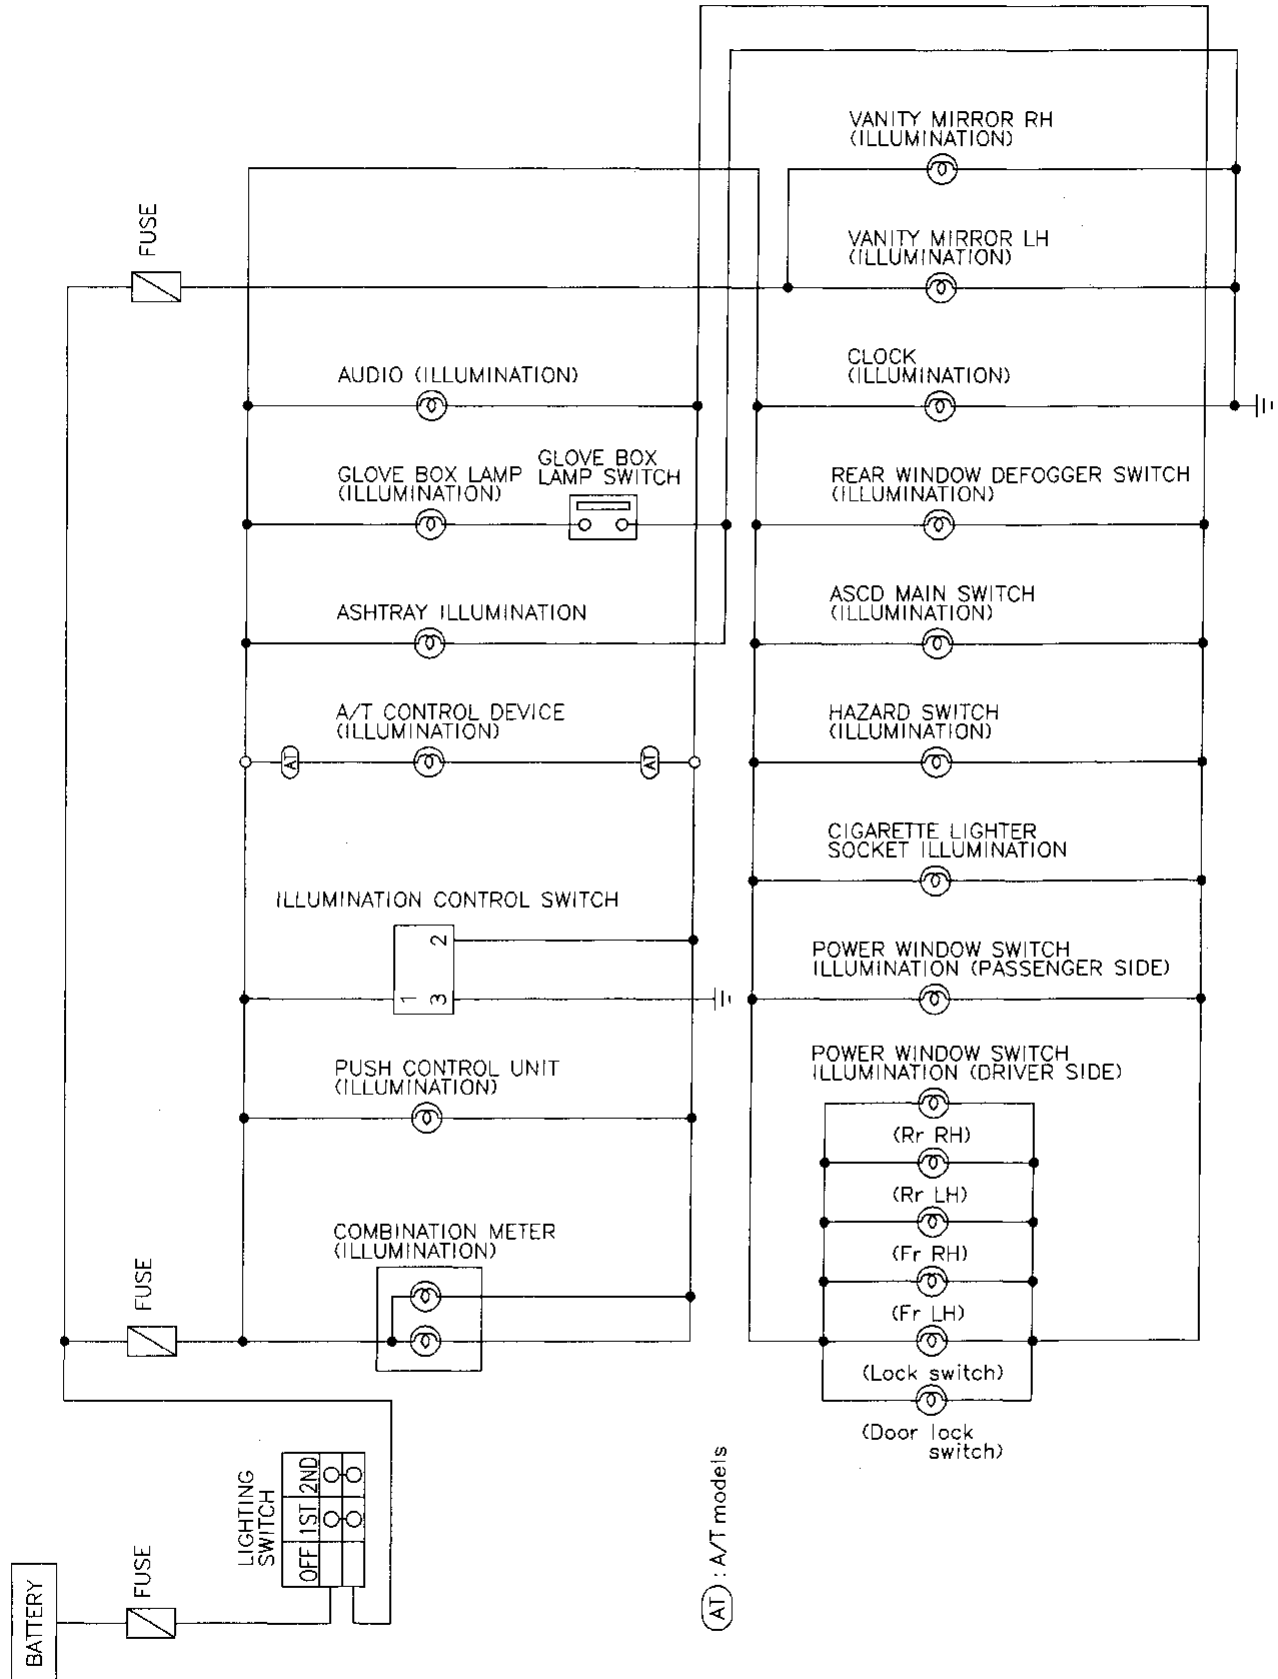 VANITY MIRROR RH
(ILLUMINATION)
FUSE
VANITY MIRROR LH
(ILLUMINATION)
AUDIO (ILLUMINATION)
CLOCK
(ILLUMINATION)
GLOVE BOX LAMP
(ILLUMINATION)
GLOVE BOX
LAMP SWITCH
REAR WINDOW DEFOGGER SWITCH
(ILLUMINATION)
ASHTRAY ILLUMINATION
ASCD MAIN SWITCH
(ILLUMINATION)
A/T CONTROL DEVICE
(ILLUMINATION)
AT
AT
HAZARD SWITCH
(ILLUMINATION)
CIGARETTE LIGHTER
SOCKET ILLUMINATION
ILLUMINATION CONTROL SWITCH
2
1
3
POWER WINDOW SWITCH
ILLUMINATION (PASSENGER SIDE)
PUSH CONTROL UNIT
(ILLUMINATION)
POWER WINDOW SWITCH
ILLUMINATION (DRIVER SIDE)
(Rr RH)
(Rr LH)
(Fr RH)
(Fr LH)
(Lock switch)
(Door lock
switch)
COMBINATION METER
(ILLUMINATION)
FUSE
LIGHTING
SWITCH
OFF 1ST 2ND
FUSE
BATTERY
AT : A/T models